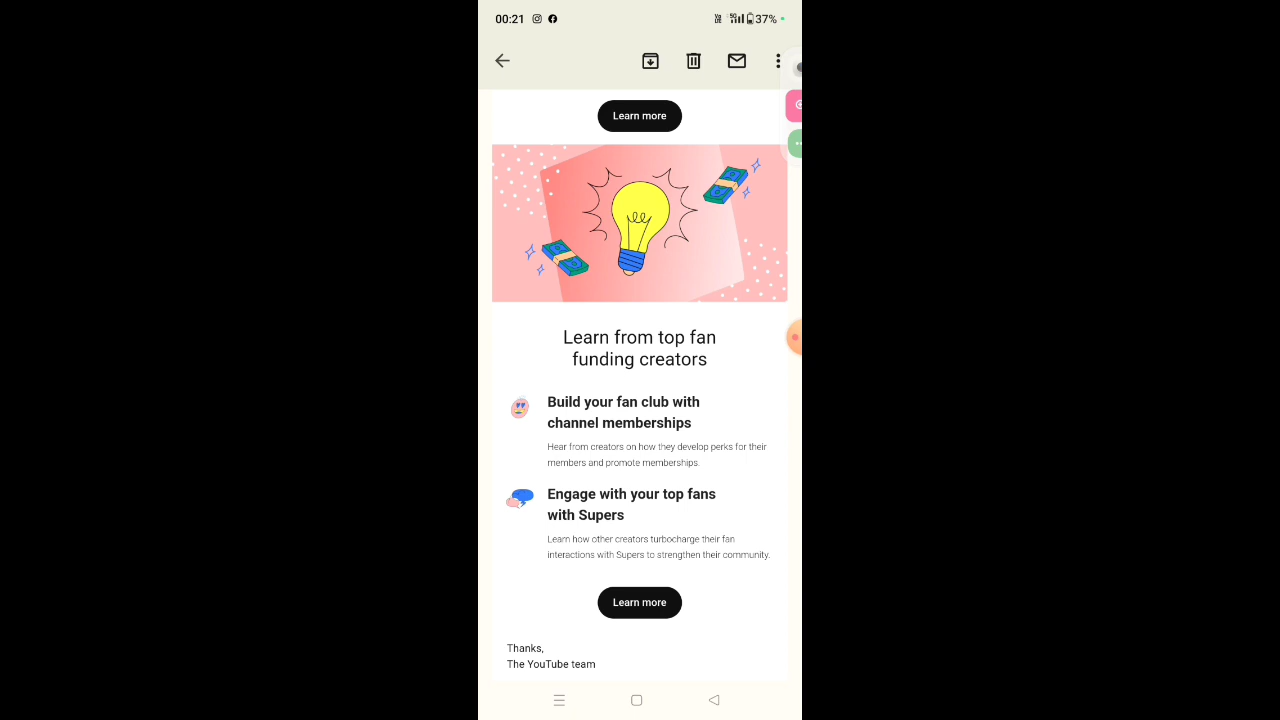 00:21
37%
Learn more
Learn from top fan
funding creators
Build your fan club with
channel memberships
Hear from creators on how they develop perks for their
members and promote memberships.
Engage with your top fans
with Supers
Learn how other creators turbocharge their fan
interactions with Supers to strengthen their community.
Learn more
Thanks,
The YouTube team